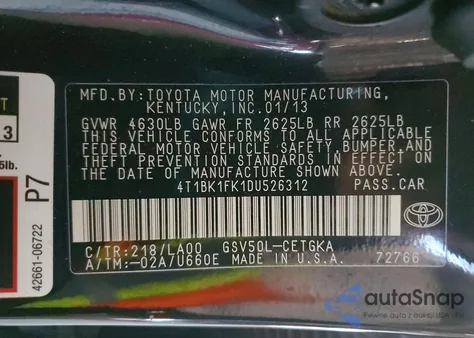 MFD.BY:TOYOTA MOTOR MANUFACTURING,
KENTUCKY, INC.01/13
GVWR 4630LB GAWR FR 2625LB RR 2625LB
THIS VEHICLE CONFORMS TO ALL APPLICABLE
FEDERAL MOTOR VEHICLE SAFETY, BUMPER, AND
THEFT PREVENTION STANDARDS IN EFFECT ON
THE DATE OF MANUFACTURE SHOWN ABOVE.
4T1BK1FK1DU526312 PASS.CAR
TOYOTA
C/TR:218/LA00 GSV50L-CETGKA
A/TM:-02A/U660E MADE IN U.S.A. 72766
3
5lb.
P7
42661-06722
autoSnap